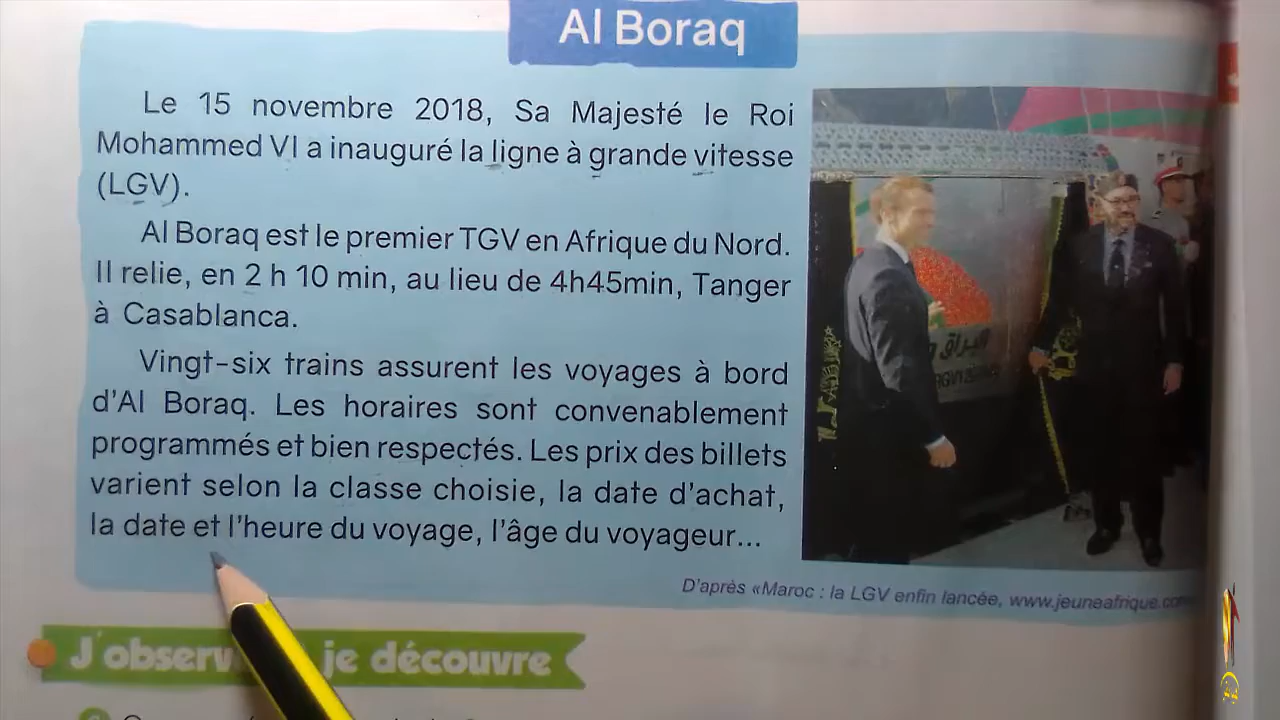 Al Boraq
Le 15 novembre 2018, Sa Majesté le Roi
Mohammed VI a inauguré la ligne à grande vitesse
(LGV).
Al Boraq est le premier TGV en Afrique du Nord.
Il relie, en 2 h 10 min, au lieu de 4h45min, Tanger
à Casablanca.
Vingt-six trains assurent les voyages à bord
d'Al Boraq. Les horaires sont convenablement
programmés et bien respectés. Les prix des billets
varient selon la classe choisie, la date d'achat,
la date et l'heure du voyage, l'âge du voyageur...
البراق
D'après «Maroc : la LGV enfin lancée, www.jeuneafrique.com
J'observ je découvre